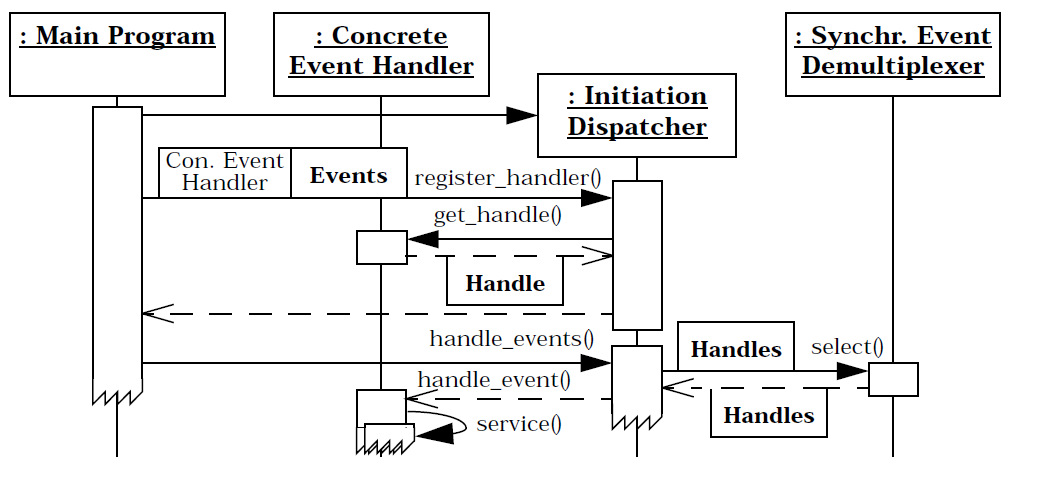 : Main Program
: Concrete
Event Handler
: Initiation
Dispatcher
: Synchr. Event
Demultiplexer
Con. Event
Handler
Events
register_handler()
get_handle()
Handle
handle_events()
Handles
select()
handle_event()
Handles
service()